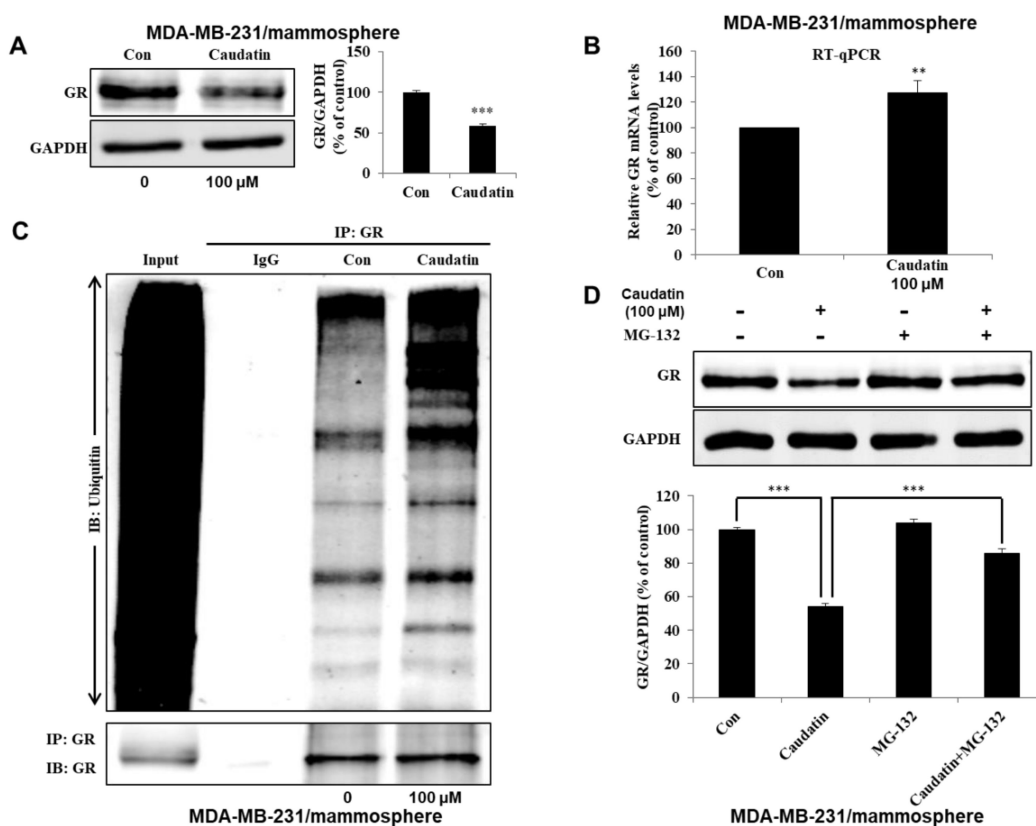 A
MDA-MB-231/mammosphere
Con Caudatin
GR
GAPDH
0 100 µM
GR/GAPDH
(% of control)
150
100
50
0
***
Con Caudatin
B
MDA-MB-231/mammosphere
RT-qPCR
Relative GR mRNA levels
(% of control)
160
140
120
100
80
60
40
20
0
**
Con
Caudatin
100 µM
C
IP: GR
Input IgG Con Caudatin
IB: Ubiquitin
IP: GR
IB: GR
0 100 µM
MDA-MB-231/mammosphere
D
Caudatin
(100 µM)
- + - +
MG-132 - - + +
GR
GAPDH
GR/GAPDH (% of control)
120
100
80
60
40
20
0
*** ***
Con
Caudatin
MG-132
Caudatin+MG-132
MDA-MB-231/mammosphere